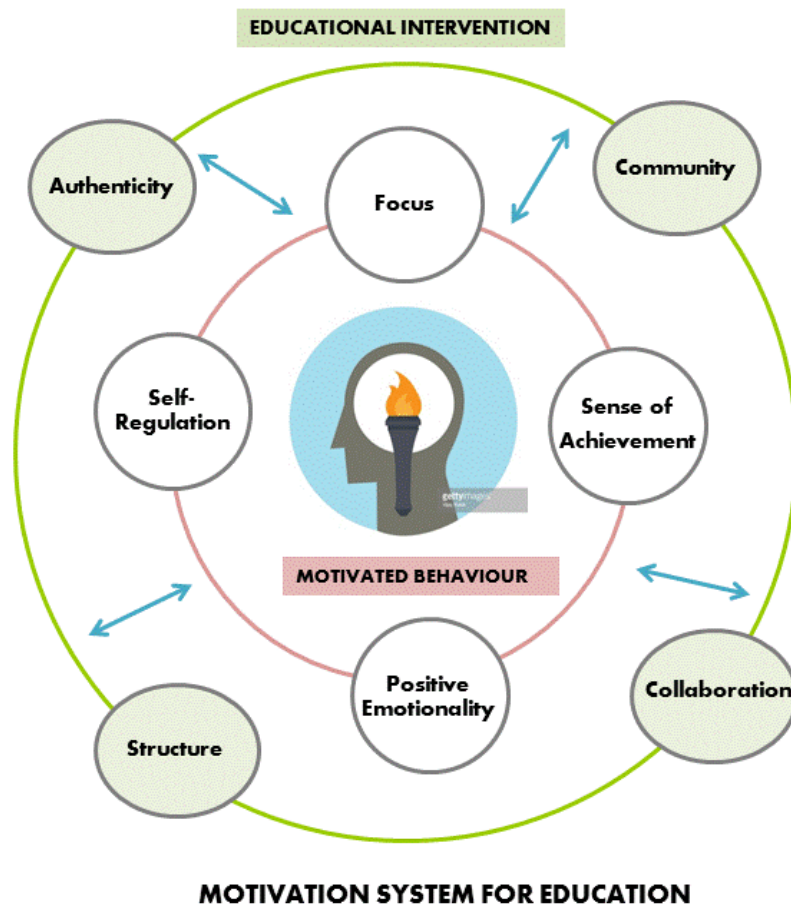 EDUCATIONAL INTERVENTION
Authenticity
Community
Focus
Self-
Regulation
Sense of
Achievement
gettyimages
MOTIVATED BEHAVIOUR
Positive
Emotionality
Collaboration
Structure
MOTIVATION SYSTEM FOR EDUCATION